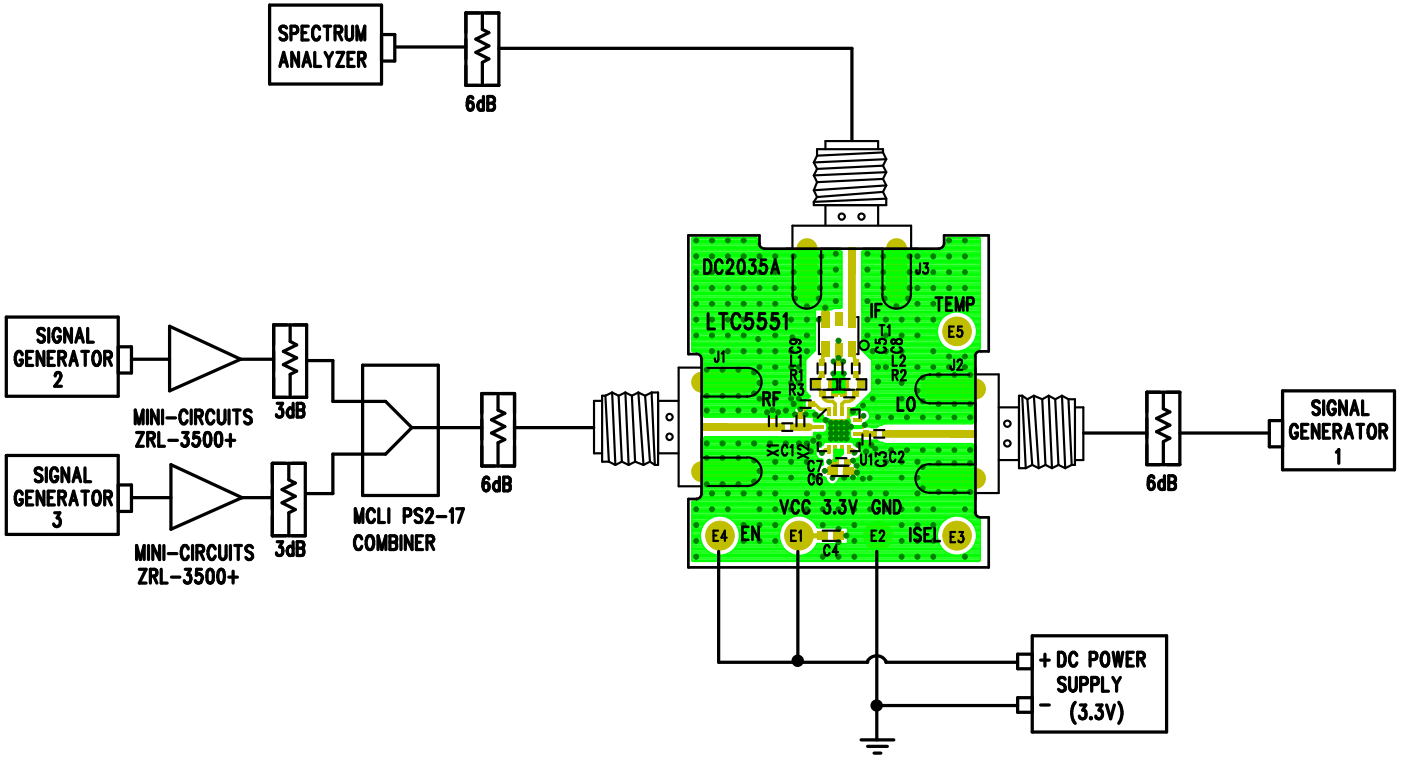 SPECTRUM
ANALYZER
6dB
DC2035A
J3
TEMP
IF
E5
LTC5551
T1
C9
C5
C8
L1
L2
R1
R2
R3
J1
J2
RF
LO
X1
C1
X2
U1
C3
C2
C7
C6
VCC 3.3V GND
E4
EN
E1
C4
E2
ISEL
E3
SIGNAL
GENERATOR
2
MINI-CIRCUITS
ZRL-3500+
3dB
SIGNAL
GENERATOR
3
MINI-CIRCUITS
ZRL-3500+
3dB
MCLI PS2-17
COMBINER
6dB
6dB
SIGNAL
GENERATOR
1
+ DC POWER
SUPPLY
- (3.3V)